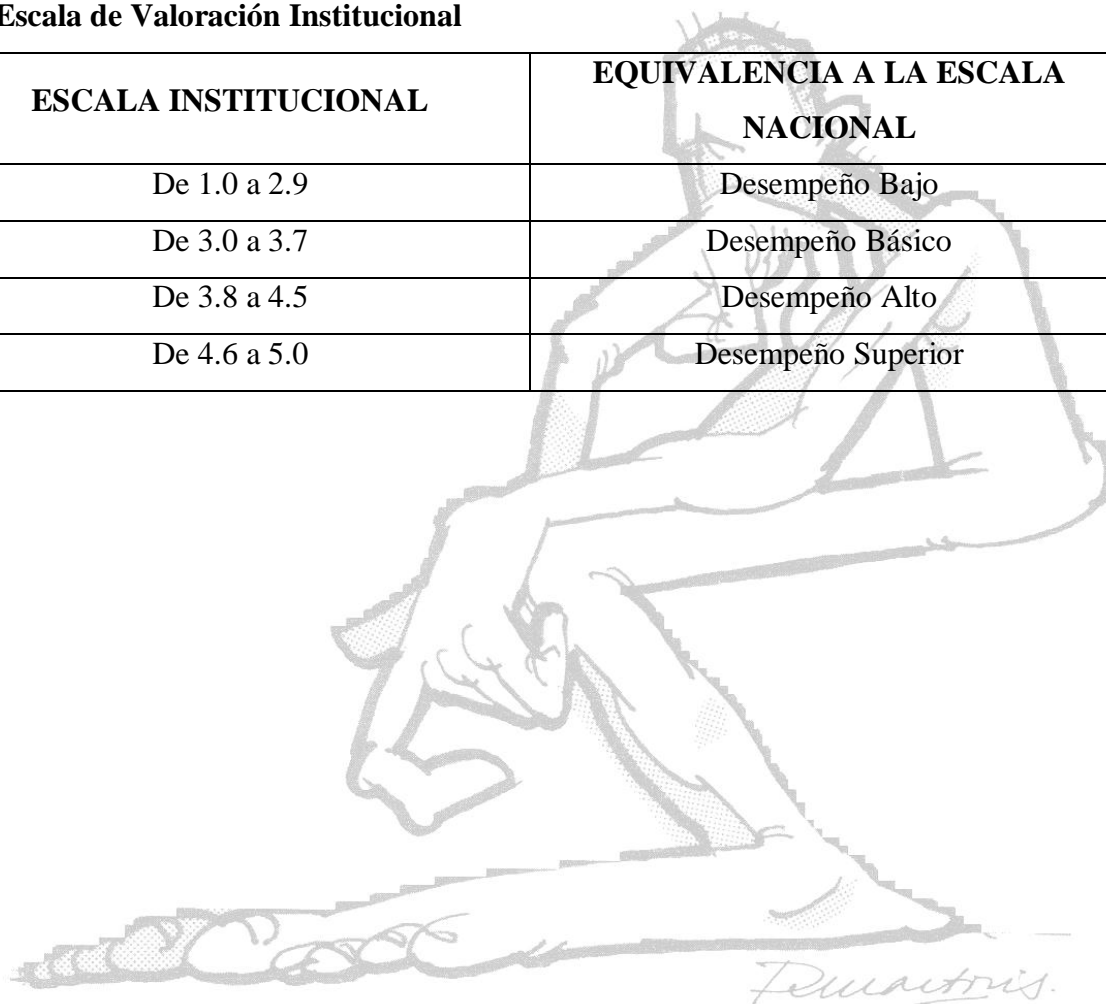 Escala de Valoración Institucional
ESCALA INSTITUCIONAL
EQUIVALENCIA A LA ESCALA
NACIONAL
De 1.0 a 2.9
Desempeño Bajo
De 3.0 a 3.7
Desempeño Básico
De 3.8 a 4.5
Desempeño Alto
De 4.6 a 5.0
Desempeño Superior